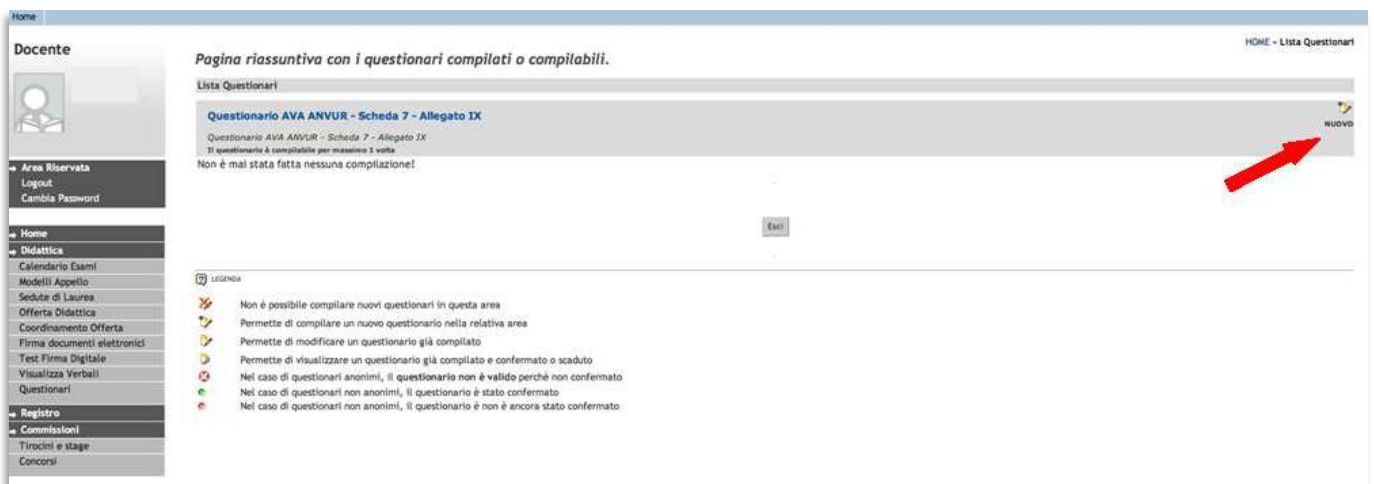 Home
Docente
HOME » Lista Questionari
Pagina riassuntiva con i questionari compilati o compilabili.
Lista Questionari
Questionario AVA ANVUR - Scheda 7 - Allegato IX
Questionario AVA ANVUR - Scheda 7 - Allegato IX
Il questionario è compilabile per massimo 1 volta
NUOVO
Non è mai stata fatta nessuna compilazione!
Esci
Area Riservata
Logout
Cambia Password
Home
Didattica
Calendario Esami
Modelli Appello
Sedute di Laurea
Offerta Didattica
Coordinamento Offerta
Firma documenti elettronici
Test Firma Digitale
Visualizza Verbali
Questionari
Registro
Commissioni
Tirocini e stage
Concorsi
LEGENDA
Non è possibile compilare nuovi questionari in questa area
Permette di compilare un nuovo questionario nella relativa area
Permette di modificare un questionario già compilato
Permette di visualizzare un questionario già compilato e confermato o scaduto
Nel caso di questionari anonimi, il questionario non è valido perchè non confermato
Nel caso di questionari non anonimi, il questionario è stato confermato
Nel caso di questionari non anonimi, il questionario è non è ancora stato confermato